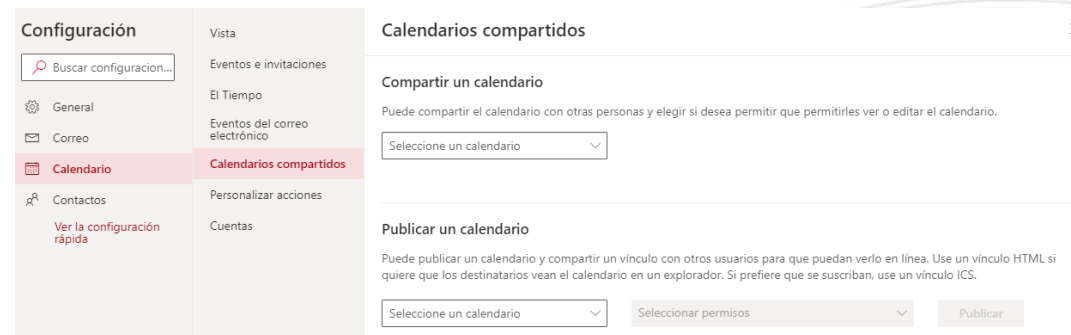 Configuración
Buscar configuracion...
General
Correo
Calendario
Contactos
Ver la configuración
rápida
Vista
Eventos e invitaciones
El Tiempo
Eventos del correo
electrónico
Calendarios compartidos
Personalizar acciones
Cuentas
Calendarios compartidos
Compartir un calendario
Puede compartir el calendario con otras personas y elegir si desea permitir que permitirles ver o editar el calendario.
Seleccione un calendario
Publicar un calendario
Puede publicar un calendario y compartir un vínculo con otros usuarios para que puedan verlo en línea. Use un vínculo HTML si
quiere que los destinatarios vean el calendario en un explorador. Si prefiere que se suscriban, use un vínculo ICS.
Seleccione un calendario
Seleccionar permisos
Publicar